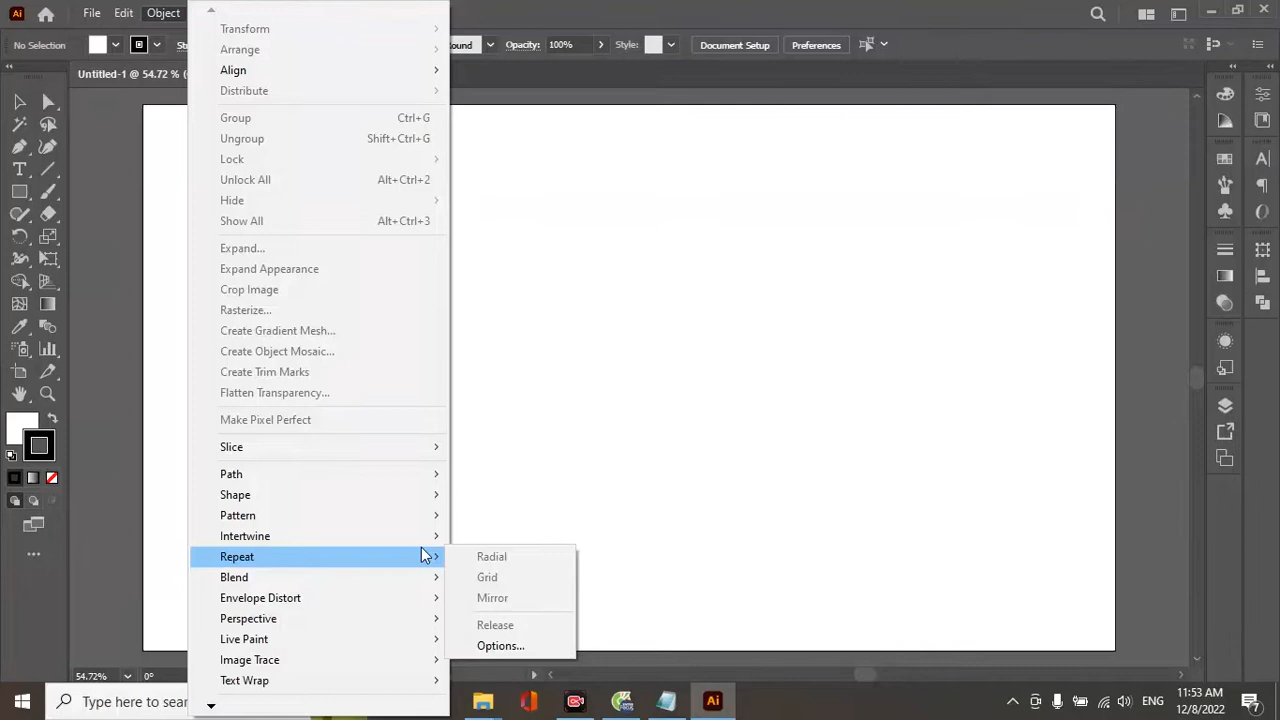 Ai File Edit Object
No Selection St ound Opacity: 100% Style: Document Setup Preferences
Untitled-1 @ 54.72 % (
Transform
Arrange
Align
Distribute
Group Ctrl+G
Ungroup Shift+Ctrl+G
Lock
Unlock All Alt+Ctrl+2
Hide
Show All Alt+Ctrl+3
Expand...
Expand Appearance
Crop Image
Rasterize...
Create Gradient Mesh...
Create Object Mosaic...
Create Trim Marks
Flatten Transparency...
Make Pixel Perfect
Slice
Path
Shape
Pattern
Intertwine
Repeat
Blend
Envelope Distort
Perspective
Live Paint
Image Trace
Text Wrap
Radial
Grid
Mirror
Release
Options...
54.72% 0°
Type here to sear
Ai
ENG
11:53 AM
12/8/2022
7